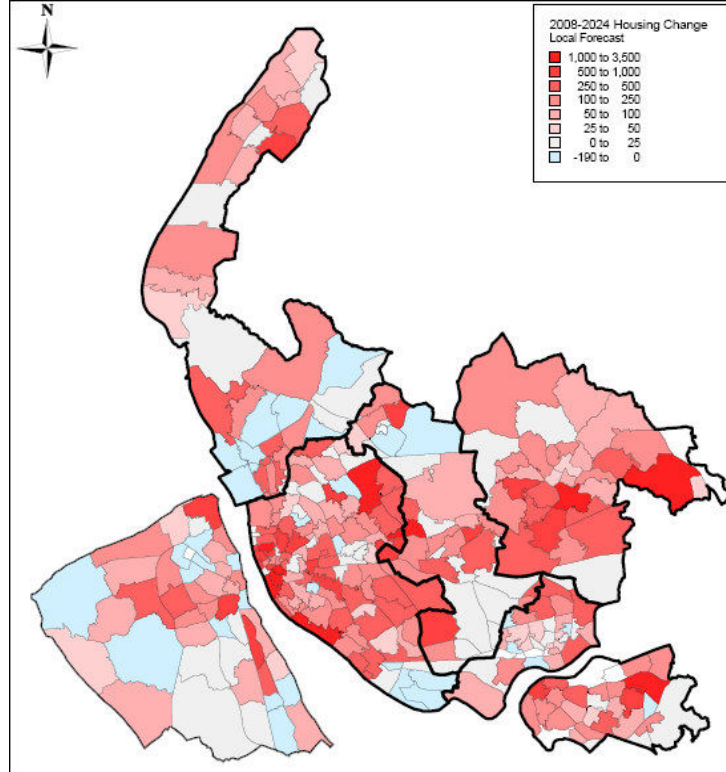 N
2008-2024 Housing Change
Local Forecast
1,000 to 3,500
500 to 1,000
250 to 500
100 to 250
50 to 100
25 to 50
0 to 25
-190 to 0